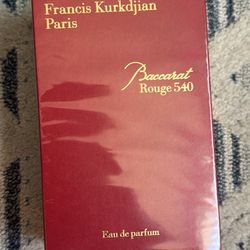 Francis Kurkdjian
Paris
Baccarat
Rouge 540
Eau de parfum